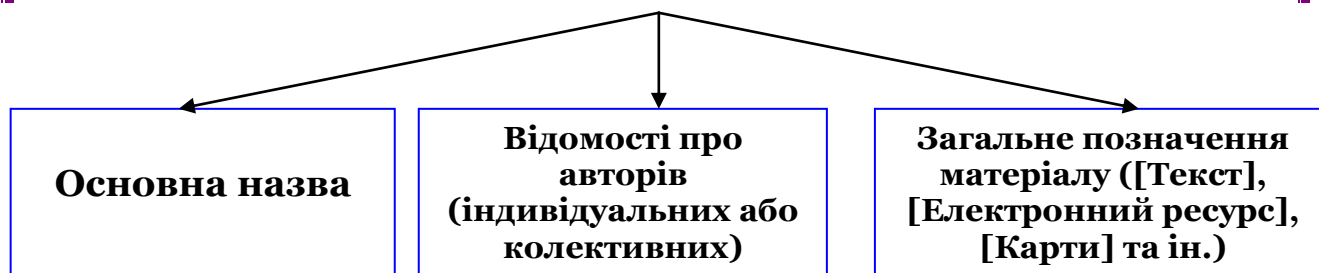 Основна назва
Відомості про
авторів
(індивідуальних або
колективних)
Загальне позначення
матеріалу ([Текст],
[Електронний ресурс],
[Карти] та ін.)